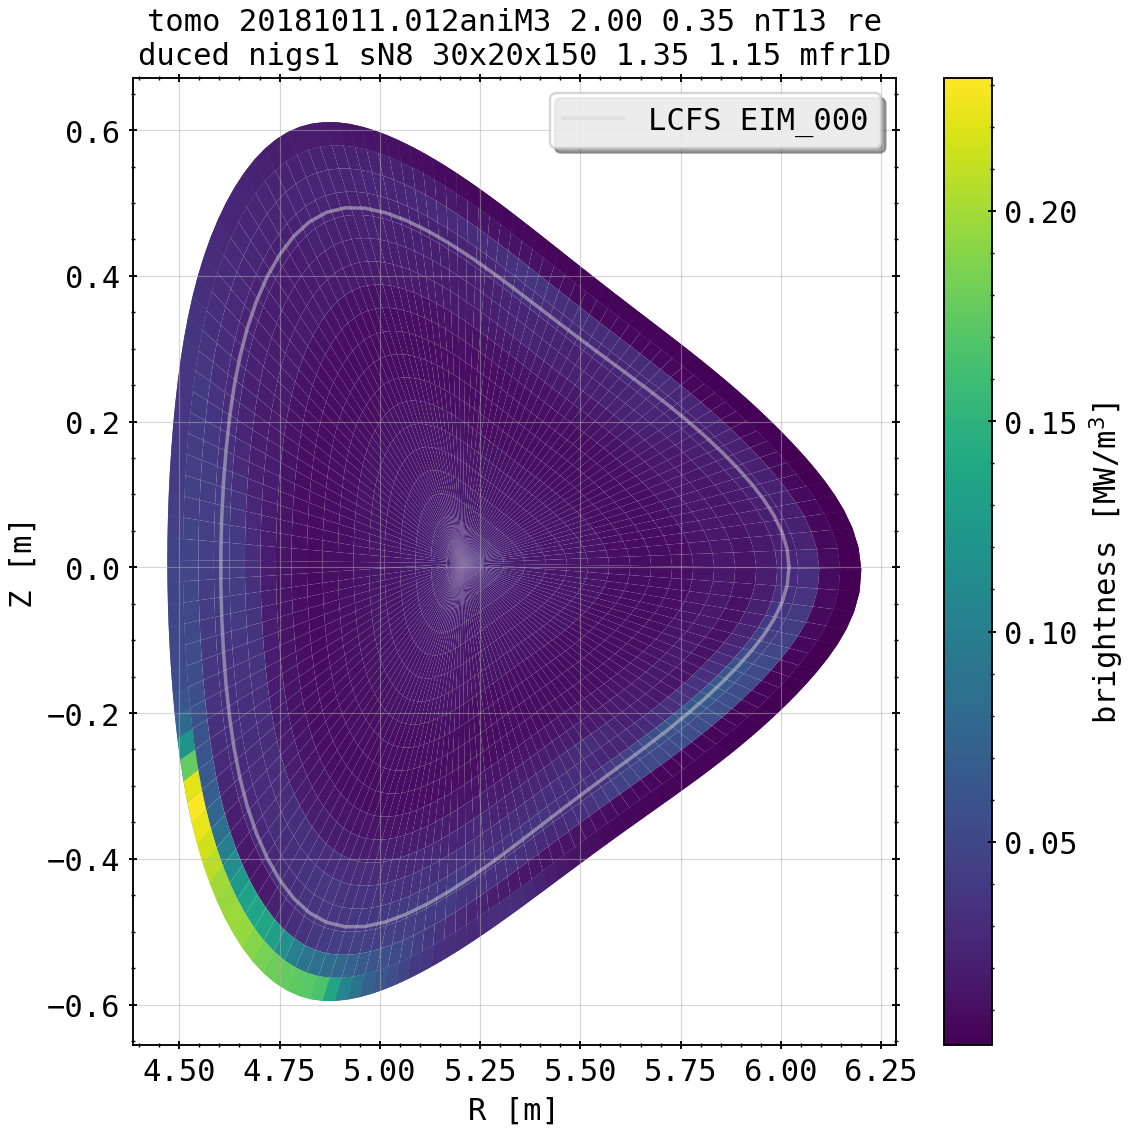 tomo 20181011.012aniM3 2.00 0.35 nT13 re
duced nigs1 sN8 30x20x150 1.35 1.15 mfr1D
LCFS EIM_000
0.6
0.4
0.2
0.0
−0.2
−0.4
−0.6
Z [m]
4.50 4.75 5.00 5.25 5.50 5.75 6.00 6.25
R [m]
0.20
0.15
0.10
0.05
brightness [MW/m³]